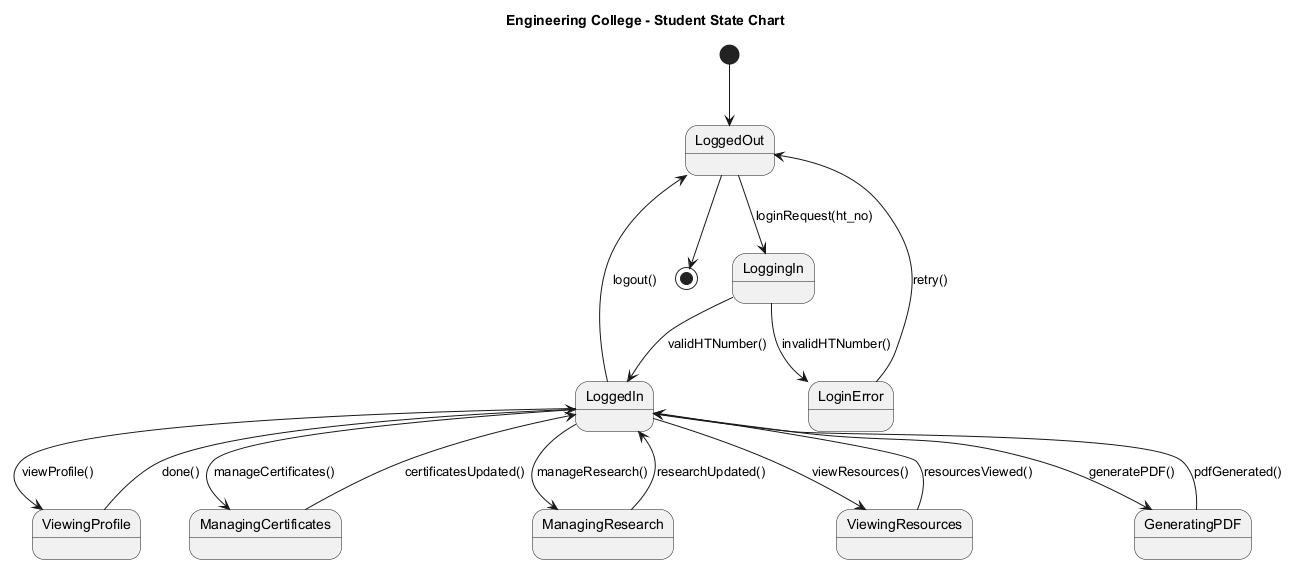 Engineering College - Student State Chart
LoggedOut
loginRequest(ht_no)
LoggingIn
logout()
retry()
validHTNumber()
invalidHTNumber()
LoggedIn
LoginError
viewProfile()
done()
manageCertificates()
certificatesUpdated()
manageResearch()
researchUpdated()
viewResources()
resourcesViewed()
generatePDF()
pdfGenerated()
ViewingProfile
ManagingCertificates
ManagingResearch
ViewingResources
GeneratingPDF